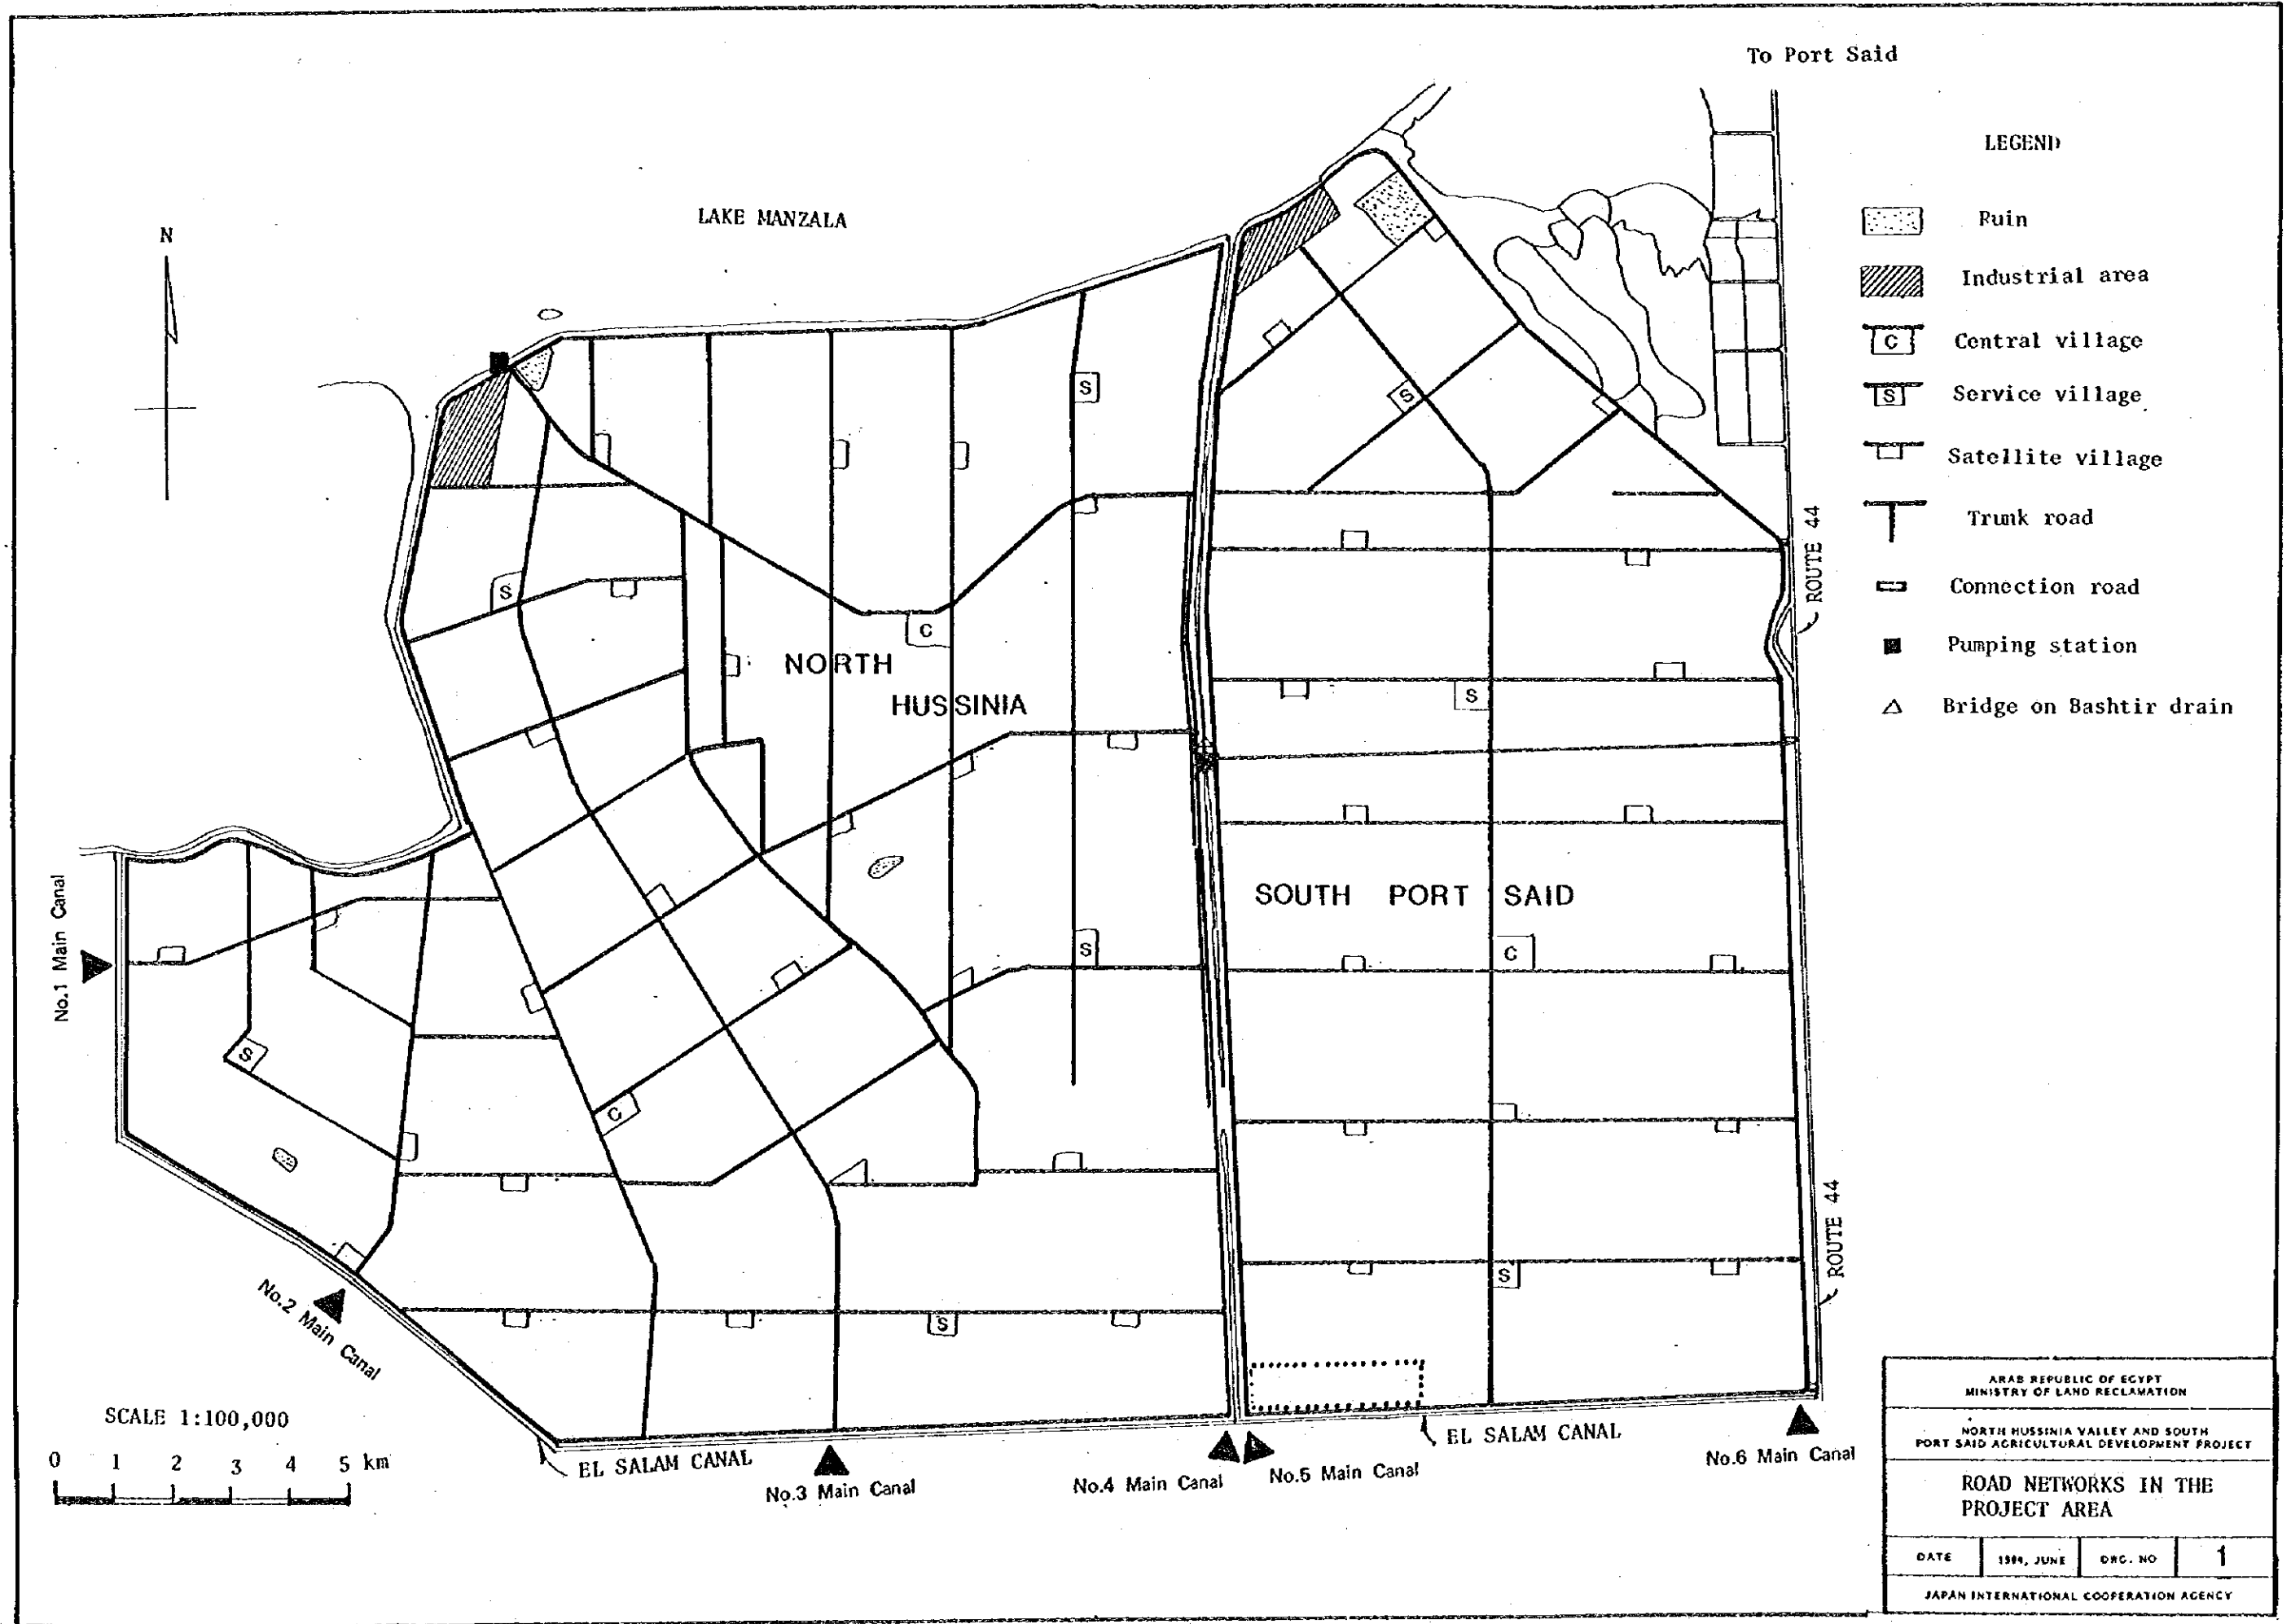 To Port Said
LEGEND
Ruin
Industrial area
C
Central village
S
Service village
Satellite village
Trunk road
Connection road
Pumping station
Bridge on Bashtir drain
LAKE MANZALA
N
S
S
S
C
NORTH
HUSSINIA
S
ROUTE 44
SOUTH PORT SAID
C
S
S
C
No.1 Main Canal
No.2 Main Canal
S
S
ROUTE 44
SCALE 1:100,000
0 1 2 3 4 5 km
EL SALAM CANAL
No.3 Main Canal
No.4 Main Canal
No.5 Main Canal
EL SALAM CANAL
No.6 Main Canal
ARAB REPUBLIC OF EGYPT
MINISTRY OF LAND RECLAMATION
NORTH HUSSINIA VALLEY AND SOUTH
PORT SAID AGRICULTURAL DEVELOPMENT PROJECT
ROAD NETWORKS IN THE
PROJECT AREA
DATE JUNE DRG. NO 1
JAPAN INTERNATIONAL COOPERATION AGENCY